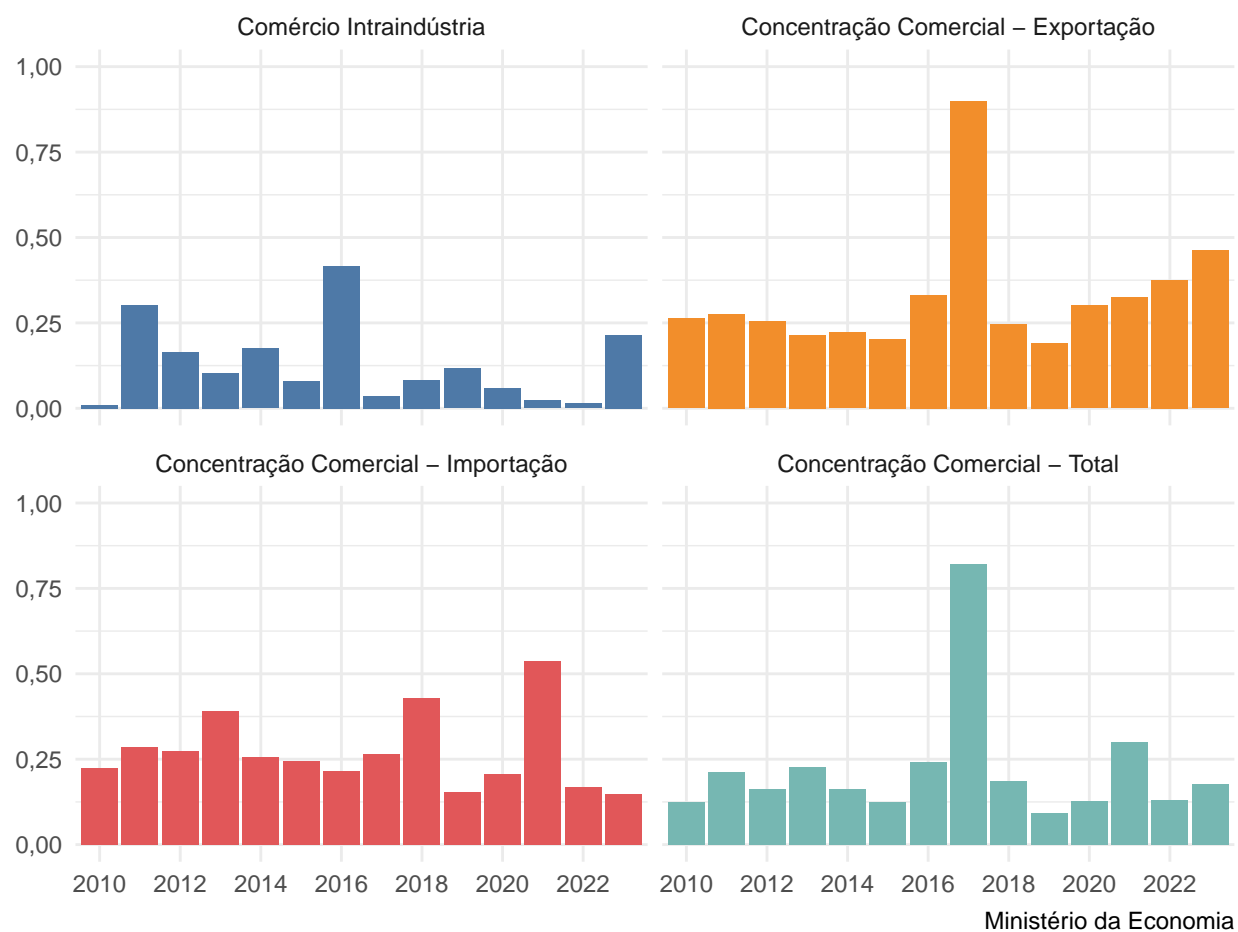 Comércio Intraindústria
Concentração Comercial – Exportação
1,00
0,75
0,50
0,25
0,00
Concentração Comercial – Importação
Concentração Comercial – Total
1,00
0,75
0,50
0,25
0,00
2010 2012 2014 2016 2018 2020 2022
2010 2012 2014 2016 2018 2020 2022
Ministério da Economia